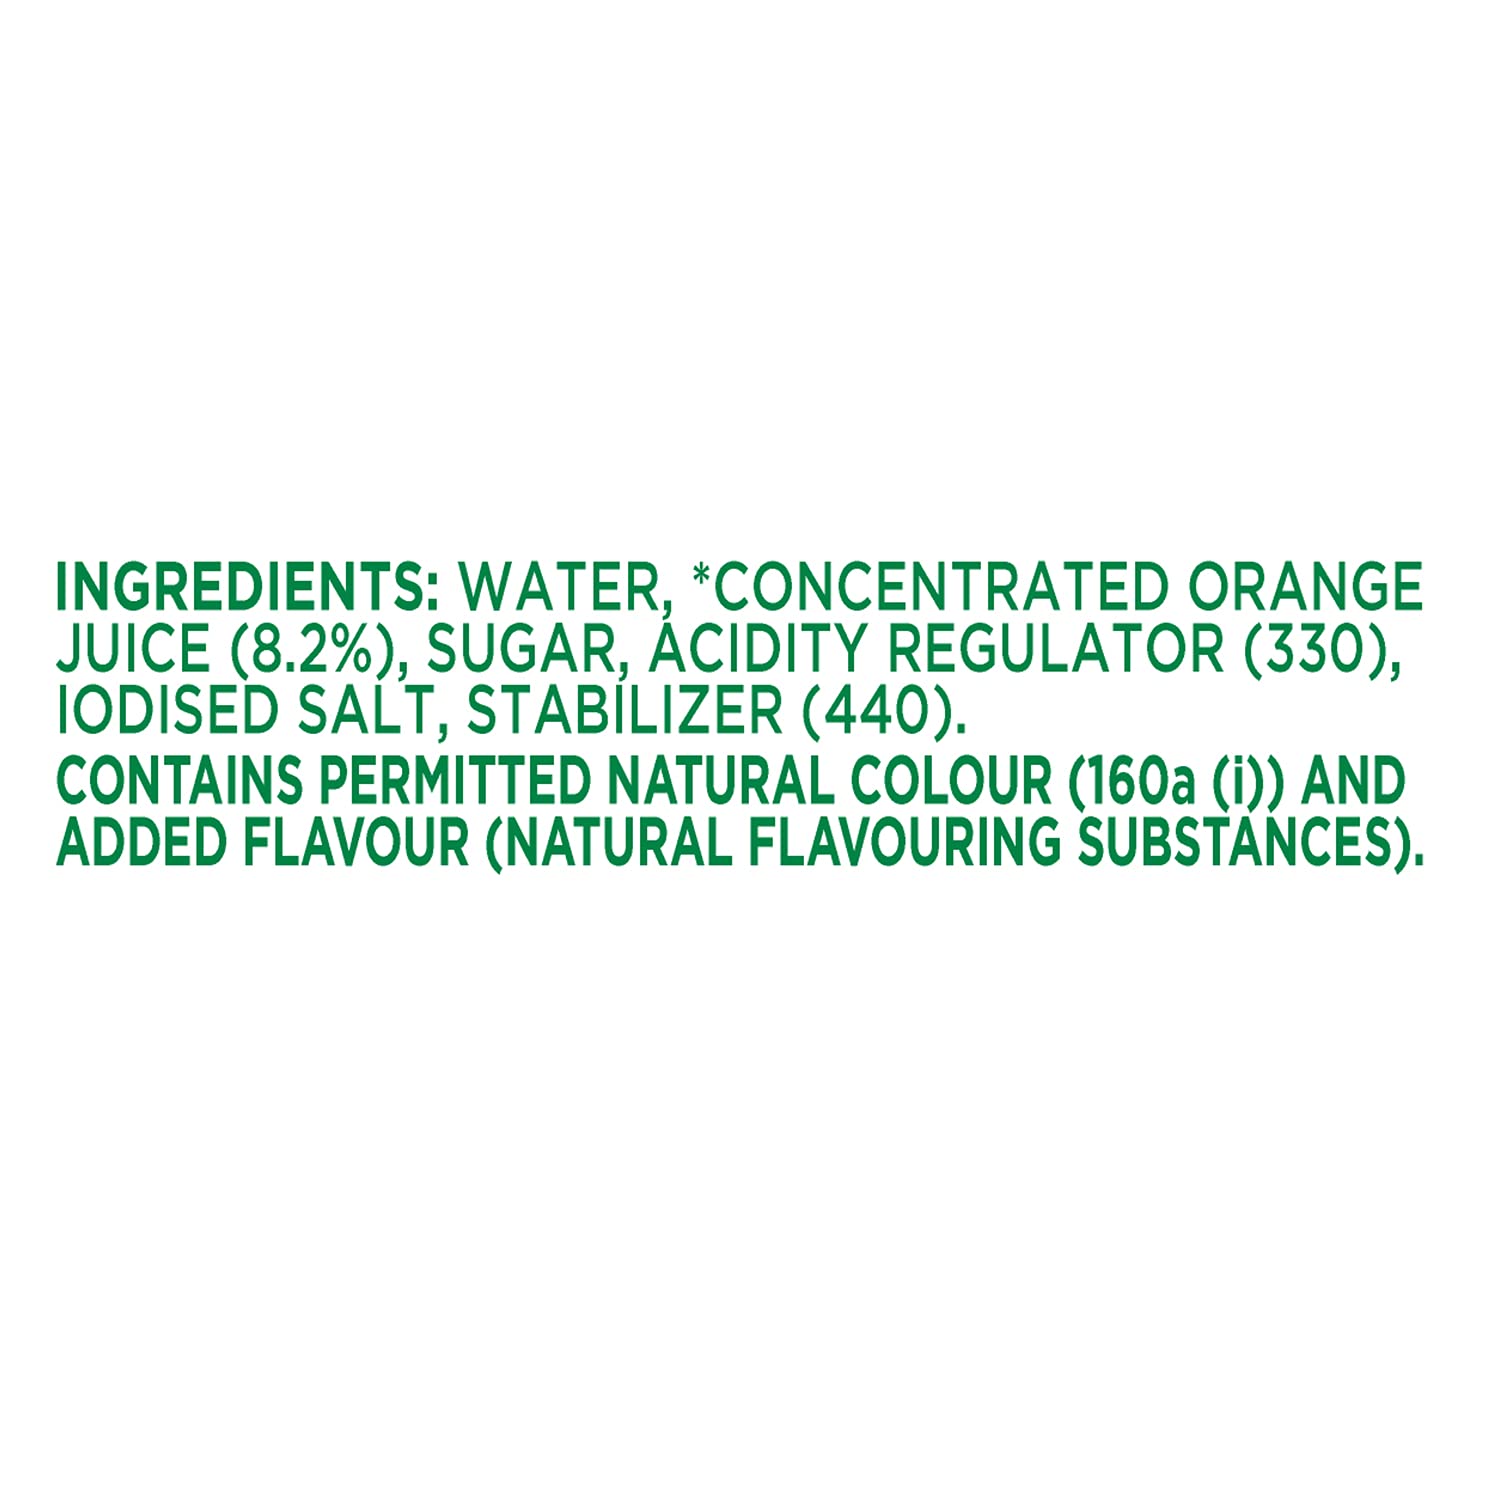 INGREDIENTS: WATER, *CONCENTRATED ORANGE
JUICE (8.2%), SUGAR, ACIDITY REGULATOR (330),
IODISED SALT, STABILIZER (440).
CONTAINS PERMITTED NATURAL COLOUR (160a (i)) AND
ADDED FLAVOUR (NATURAL FLAVOURING SUBSTANCES).